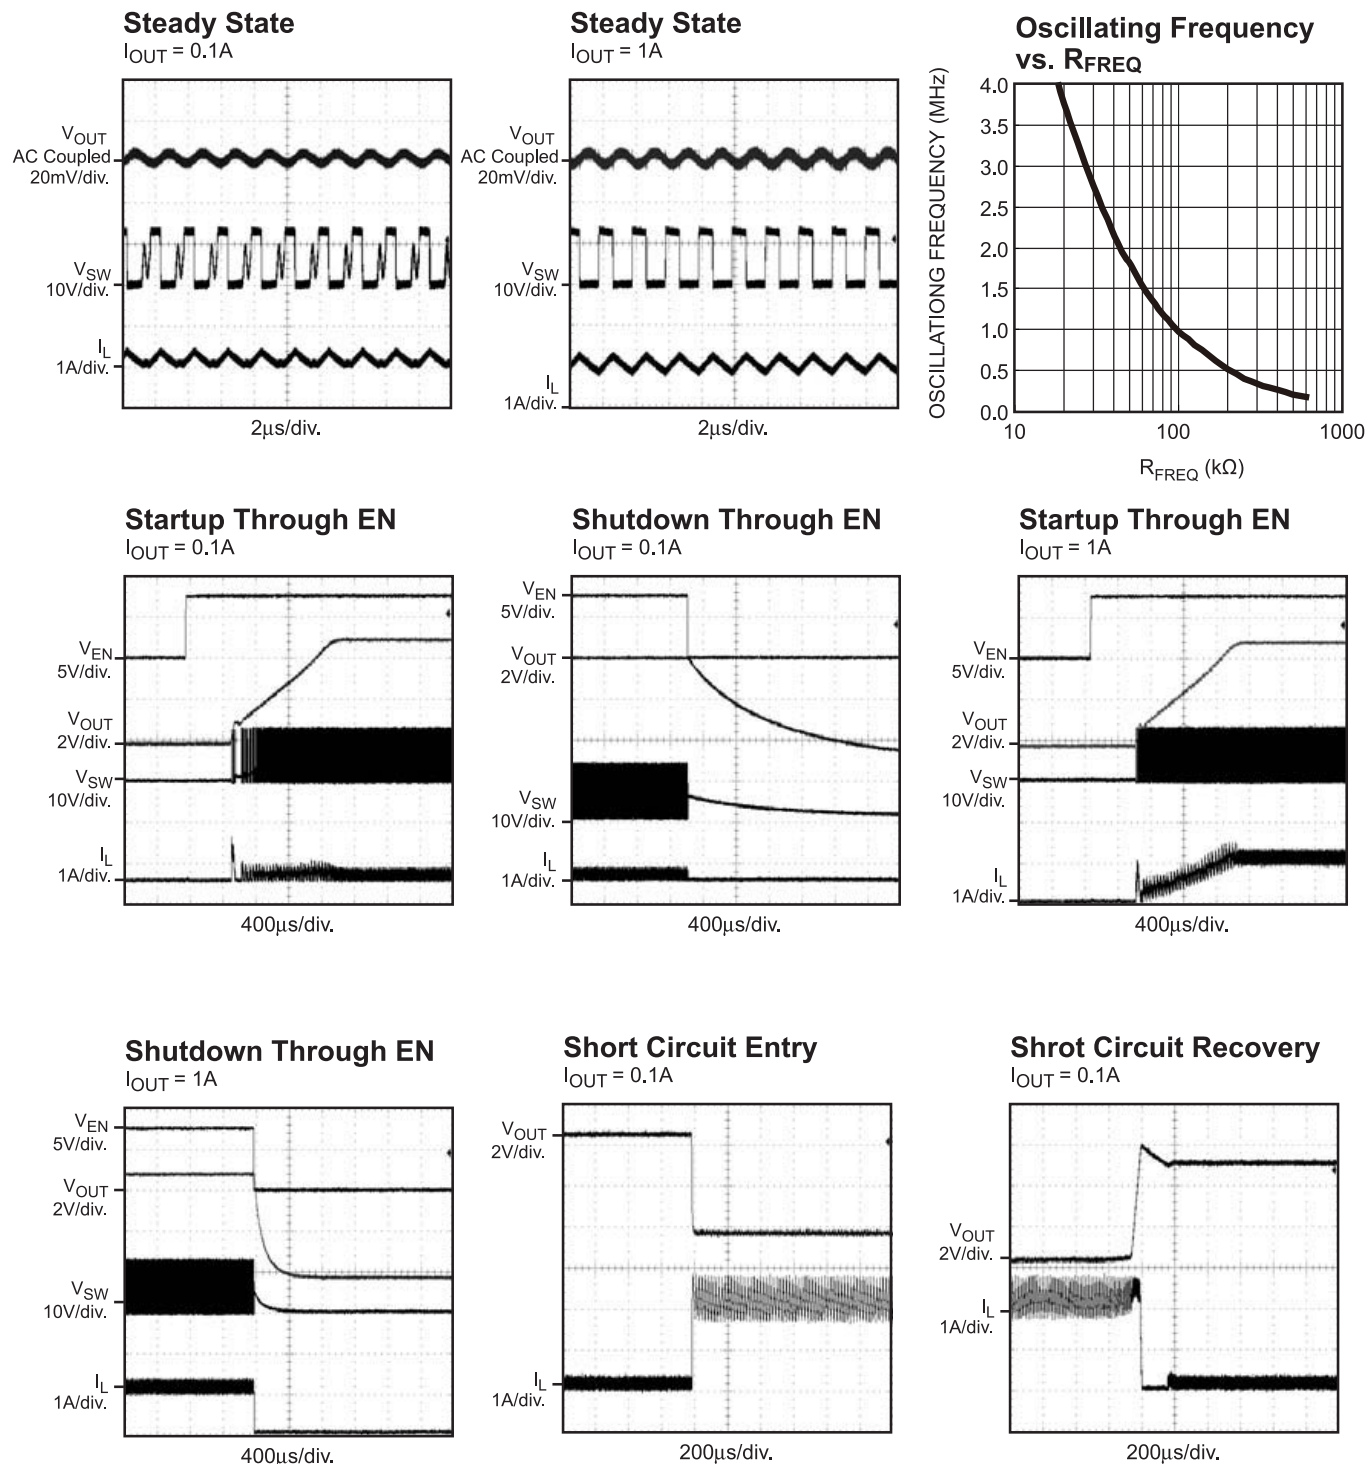 Steady State
IOUT = 0.1A
VOUT
AC Coupled
20mV/div.
VSW
10V/div.
IL
1A/div.
2µs/div.
Steady State
IOUT = 1A
VOUT
AC Coupled
20mV/div.
VSW
10V/div.
IL
1A/div.
2µs/div.
Oscillating Frequency
vs. RFREQ
OSCILLATIONG FREQUENCY (MHz)
4.0
3.5
3.0
2.5
2.0
1.5
1.0
0.5
0.0
10 100 1000
RFREQ (kΩ)
Startup Through EN
IOUT = 0.1A
VEN
5V/div.
VOUT
2V/div.
VSW
10V/div.
IL
1A/div.
400µs/div.
Shutdown Through EN
IOUT = 0.1A
VEN
5V/div.
VOUT
2V/div.
VSW
10V/div.
IL
1A/div.
400µs/div.
Startup Through EN
IOUT = 1A
VEN
5V/div.
VOUT
2V/div.
VSW
10V/div.
IL
1A/div.
400µs/div.
Shutdown Through EN
IOUT = 1A
VEN
5V/div.
VOUT
2V/div.
VSW
10V/div.
IL
1A/div.
400µs/div.
Short Circuit Entry
IOUT = 0.1A
VOUT
2V/div.
IL
1A/div.
200µs/div.
Shrot Circuit Recovery
IOUT = 0.1A
VOUT
2V/div.
IL
1A/div.
200µs/div.